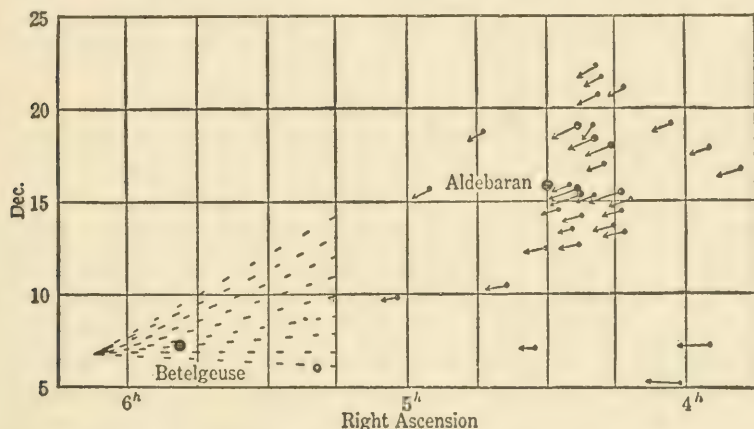 25
20
15
10
5
Dec.
Aldebaran
Betelgeuse
6ʰ
5ʰ
4ʰ
Right Ascension